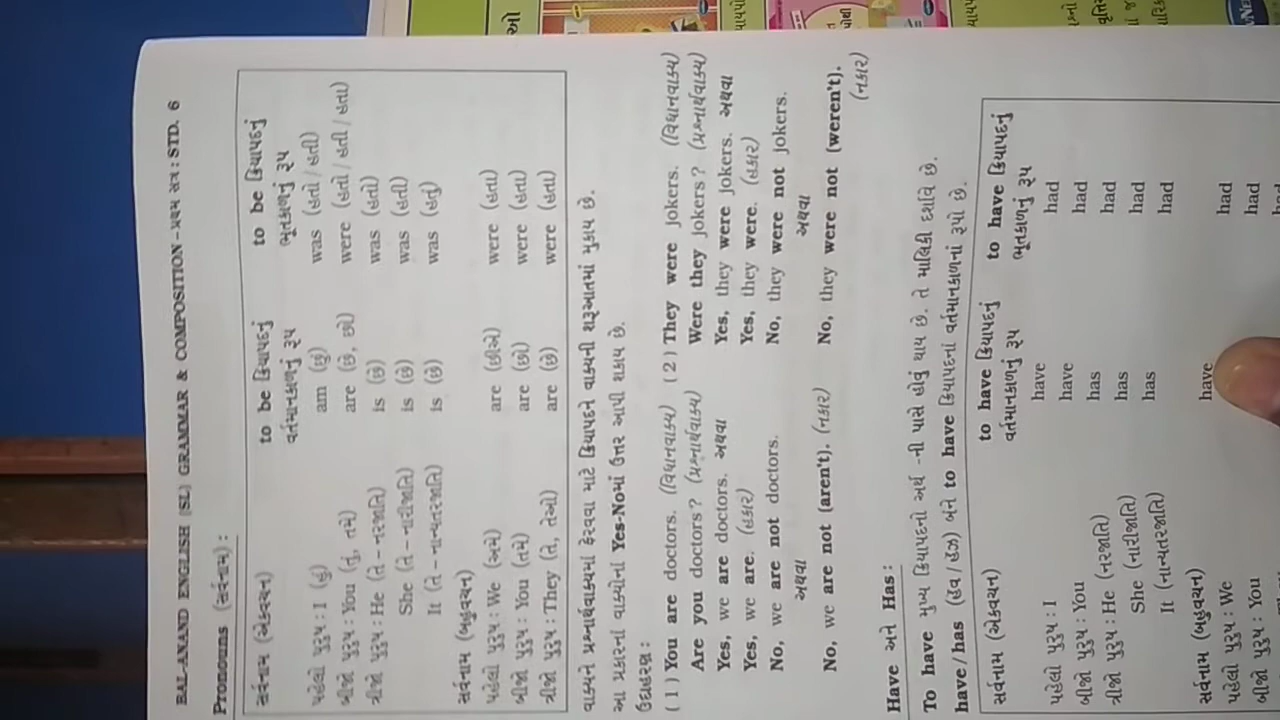 BAL-ANAND ENGLISH (SL) GRAMMAR & COMPOSITION – પ્રથમ સત્ર : STD. 6
Pronouns (સર્વનામ) :
સર્વનામ (એકવચન) to be ક્રિયાપદનું to be ક્રિયાપદનું
વર્તમાનકાળનું રૂપ ભૂતકાળનું રૂપ
પહેલો પુરુષ : I (હું) am (છું) was (હતો / હતી)
બીજો પુરુષ : You (તું, તમે) are (છે, છો) were (હતો / હતી / હતા)
ત્રીજો પુરુષ : He (તે – નરજાતિ) is (છે) was (હતો)
She (તે – નારીજાતિ) is (છે) was (હતી)
It (તે – નાન્યતરજાતિ) is (છે) was (હતું)
સર્વનામ (બહુવચન)
પહેલો પુરુષ : We (અમે) are (છીએ) were (હતા)
બીજો પુરુષ : You (તમે) are (છો) were (હતા)
ત્રીજો પુરુષ : They (તે, તેઓ) are (છે) were (હતા)
વાક્યને પ્રશ્નાર્થવાક્યમાં ફેરવવા માટે ક્રિયાપદને વાક્યની શરૂઆતમાં મુકાય છે.
આ પ્રકારનાં વાક્યોનાં Yes-Noમાં ઉત્તર આપી શકાય છે.
ઉદાહરણ :
(1) You are doctors. (વિધાનવાક્ય) (2) They were jokers. (વિધાનવાક્ય)
Are you doctors? (પ્રશ્નાર્થવાક્ય) Were they jokers? (પ્રશ્નાર્થવાક્ય)
Yes, we are doctors. અથવા Yes, they were jokers. અથવા
Yes, we are. (હકાર) Yes, they were. (હકાર)
No, we are not doctors. No, they were not jokers.
અથવા અથવા
No, we are not (aren't). (નકાર) No, they were not (weren't).
(નકાર)
Have અને Has :
To have મુખ્ય ક્રિયાપદનો અર્થ -ની પાસે હોવું થાય છે. તે માલિકી દર્શાવે છે.
have / has (હૅવ / હૅઝ) બંને to have ક્રિયાપદનાં વર્તમાનકાળનાં રૂપો છે.
સર્વનામ (એકવચન) to have ક્રિયાપદનું to have ક્રિયાપદનું
વર્તમાનકાળનું રૂપ ભૂતકાળનું રૂપ
પહેલો પુરુષ : I have had
બીજો પુરુષ : You have had
ત્રીજો પુરુષ : He (નરજાતિ) has had
She (નારીજાતિ) has had
It (નાન્યતરજાતિ) has had
સર્વનામ (બહુવચન)
પહેલો પુરુષ : We have had
બીજો પુરુષ : You had